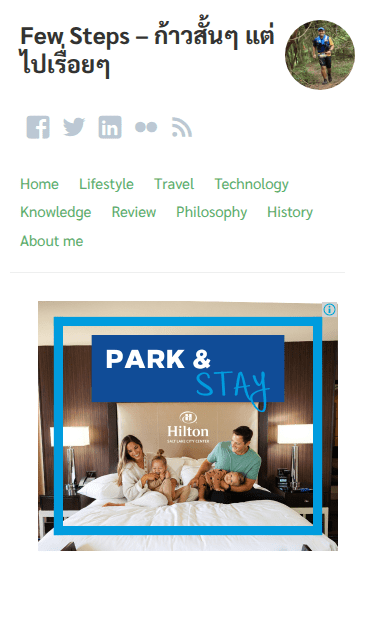 Few Steps – ก้าวสั้นๆ แต่
ไปเรื่อยๆ
Home Lifestyle Travel Technology
Knowledge Review Philosophy History
About me
PARK &
STAY
Hilton
SALT LAKE CITY CENTER